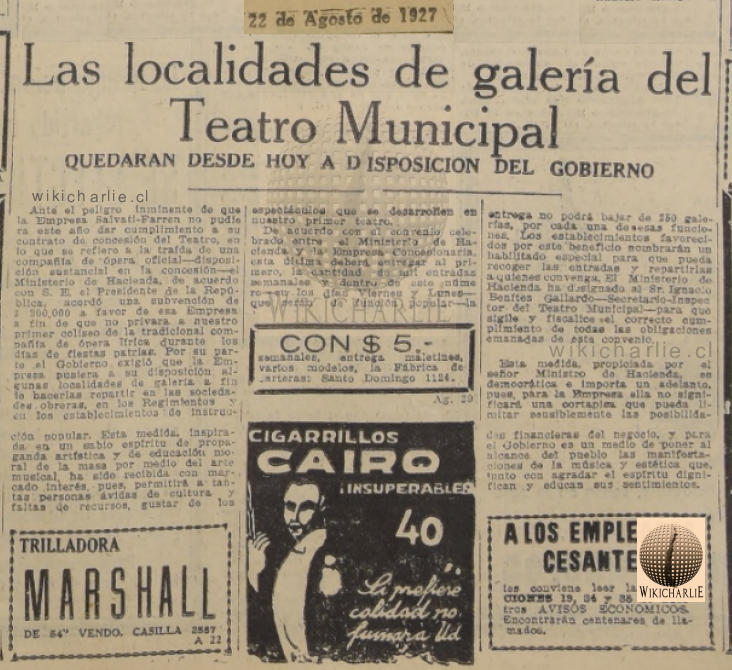 22 de Agosto de 1927
Las localidades de galería del
Teatro Municipal
QUEDARAN DESDE HOY A DISPOSICION DEL GOBIERNO
wikicharlie.cl
Ante el peligro inminente de que
la Empresa Salvati-Farren no pudie
ra este año dar cumplimiento a su
contrato de concesión del Teatro, en
lo que se refiere a la traída de una
compañía de ópera oficial—disposi-
ción sustancial en la concesión—el
Ministerio de Hacienda, de acuerdo
con S. E. el Presidente de la Repú-
blica, acordó una subvención de
$ 200,000 a favor de esa Empresa
a fin de que no privara a nuestro
primer coliseo de la tradicional com-
pañía de ópera lírica durante los
días de fiestas patrias. Por su par-
te el Gobierno exigió que la Em-
presa pusiera a su disposición al-
gunas localidades de galería a fin
de hacerlas repartir en las socieda-
des obreras, en los Regimientos y
en los establecimientos de instruc-
ción popular. Esta medida, inspira-
da en un sabio espíritu de propa-
ganda artística y de educación mo-
ral de la masa por medio del arte
musical, ha sido recibida con mar-
cado interés, pues, permitirá a tan-
tas personas ávidas de cultura y
faltas de recursos, gustar de los
TRILLADORA
MARSHALL
DE 54" VENDO. CASILLA 2587
A 22
espectáculos que se desarrollen en
nuestro primer teatro.
De acuerdo con el convenio cele-
brado entre el Ministerio de Ha-
cienda y la Empresa concesionaria,
esta última deberá entregar al pri-
mero, la cantidad de mil entradas
semanales y dentro de este núme
ro—y los días Viernes y Lunes—
que serán de función popular—la
WIKICHARLIE
CON $ 5.-
semanales, entrega maletines,
varios modelos, la Fábrica de
Carteras: Santo Domingo 1124.
Ag. 29
CIGARRILLOS
CAIRO
INSUPERABLES
40
Si prefiere
calidad no
fumará Ud
entrega no podrá bajar de 250 gale-
rías, por cada una de esas funcio-
nes. Los establecimientos favoreci-
dos por este beneficio nombrarán un
habilitado especial para que pueda
recoger las entradas y repartirlas
a quienes convenga. El Ministerio de
Hacienda ha designado al Sr. Ignacio
Benítes Gallardo—Secretario-Inspec
tor del Teatro Municipal—para que
vigile y fiscalice el correcto cum-
plimiento de todas las obligaciones
emanadas de este convenio.
wikicharlie.cl
Esta medida, propiciada por el
señor Ministro de Hacienda, es
democrática e importa un adelanto,
pues, para la Empresa ella no signi-
ficará una cortapisa que pueda li-
mitar sensiblemente las posibilida-
des financieras del negocio, y para
el Gobierno es un medio de poner al
alcance del pueblo las manifesta-
ciones de la música y estética que,
junto con agradar el espíritu digni-
fican y educan sus sentimientos.
A LOS EMPLE
CESANTE
les conviene leer la
CIONES 19, 34 y 35
tros AVISOS ECONOMICOS.
Encontrarán centenares de lla-
mados.
WIKICHARLIE